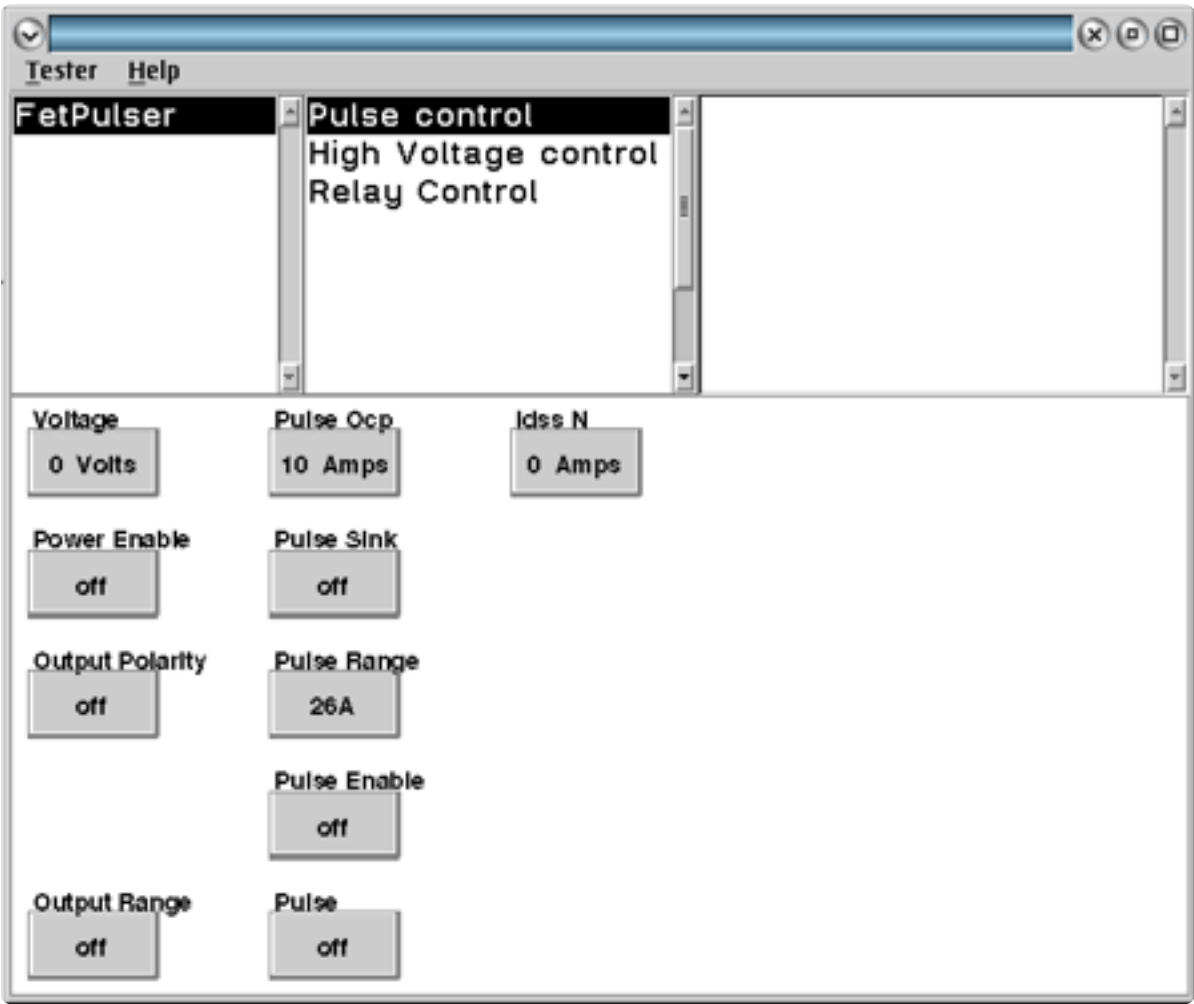 Tester Help
FetPulser
Pulse control
High Voltage control
Relay Control
Voltage
0 Volts
Pulse Ocp
10 Amps
Idss N
0 Amps
Power Enable
off
Pulse Sink
off
Output Polarity
off
Pulse Range
26A
Pulse Enable
off
Output Range
off
Pulse
off